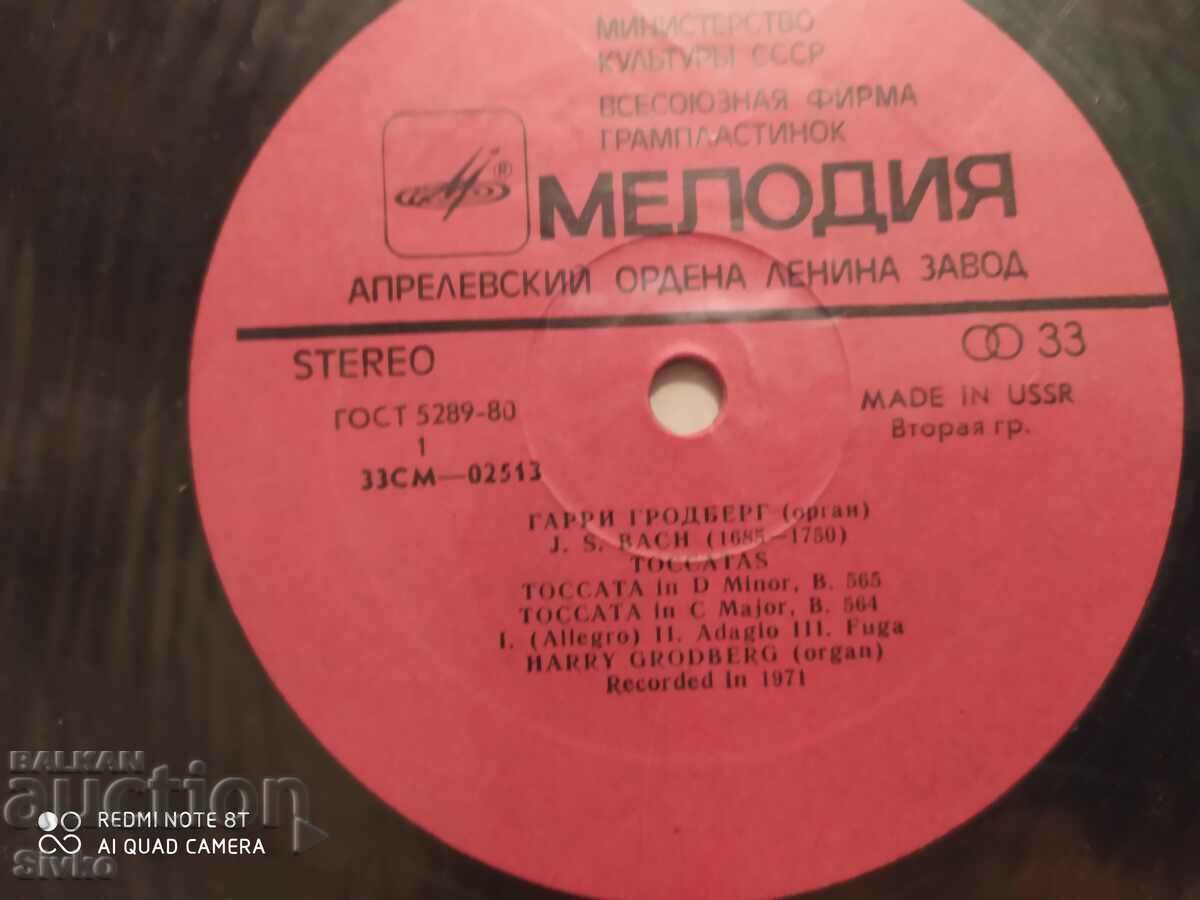 МИНИСТЕРСТВО
КУЛЬТУРЫ СССР
ВСЕСОЮЗНАЯ ФИРМА
ГРАМПЛАСТИНОК
®
МЕЛОДИЯ
АПРЕЛЕВСКИЙ ОРДЕНА ЛЕНИНА ЗАВОД
STEREO
33
ГОСТ 5289-80
MADE IN USSR
1
Вторая гр.
33СМ—02513
ГАРРИ ГРОДБЕРГ (орган)
J. S. BACH (1685—1750)
TOCCATAS
TOCCATA in D Minor, B. 565
TOCCATA in C Major, B. 564
I. (Allegro) II. Adagio III. Fuga
HARRY GRODBERG (organ)
Recorded in 1971
BALKAN
auction
REDMI NOTE 8T
AI QUAD CAMERA
Sivko